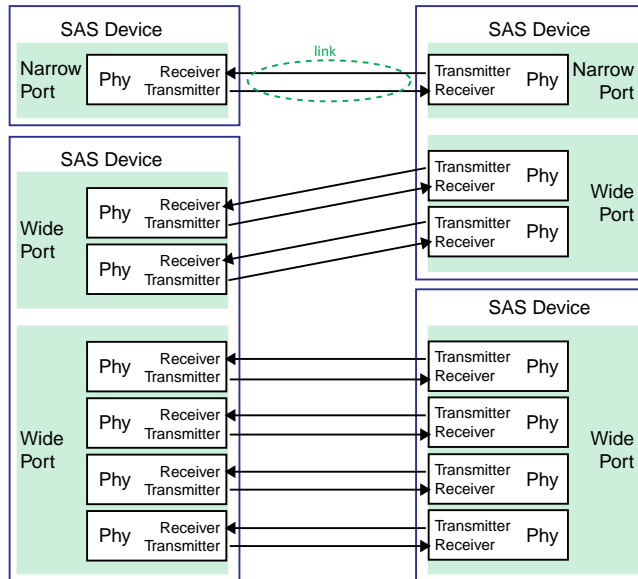 SAS Device
Narrow
Port
Phy
Receiver
Transmitter
link
SAS Device
Transmitter
Receiver
Phy
Narrow
Port
SAS Device
Wide
Port
Phy
Receiver
Transmitter
Phy
Receiver
Transmitter
Transmitter
Receiver
Phy
Transmitter
Receiver
Phy
Wide
Port
Wide
Port
Phy
Receiver
Transmitter
Phy
Receiver
Transmitter
Phy
Receiver
Transmitter
Phy
Receiver
Transmitter
SAS Device
Transmitter
Receiver
Phy
Transmitter
Receiver
Phy
Transmitter
Receiver
Phy
Transmitter
Receiver
Phy
Wide
Port